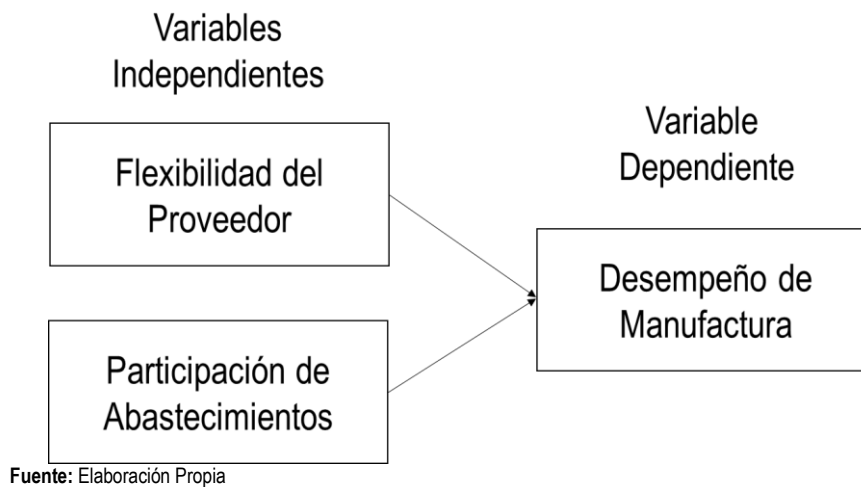 Variables
Independientes
Flexibilidad del
Proveedor
Participación de
Abastecimientos
Variable
Dependiente
Desempeño de
Manufactura
Fuente: Elaboración Propia